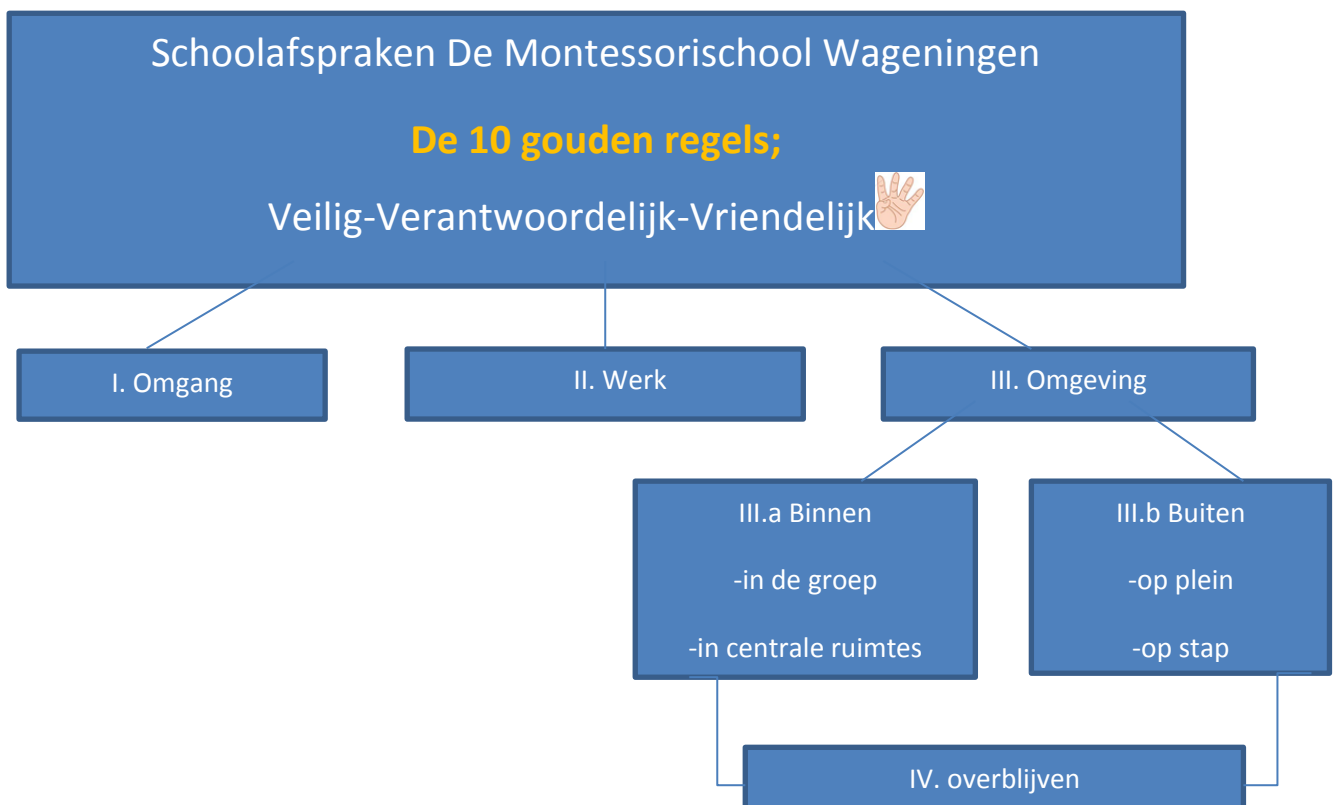 Schoolafspraken De Montessorischool Wageningen
De 10 gouden regels;
Veilig-Verantwoordelijk-Vriendelijk
I. Omgang
II. Werk
III. Omgeving
III.a Binnen
-in de groep
-in centrale ruimtes
III.b Buiten
-op plein
-op stap
IV. overblijven